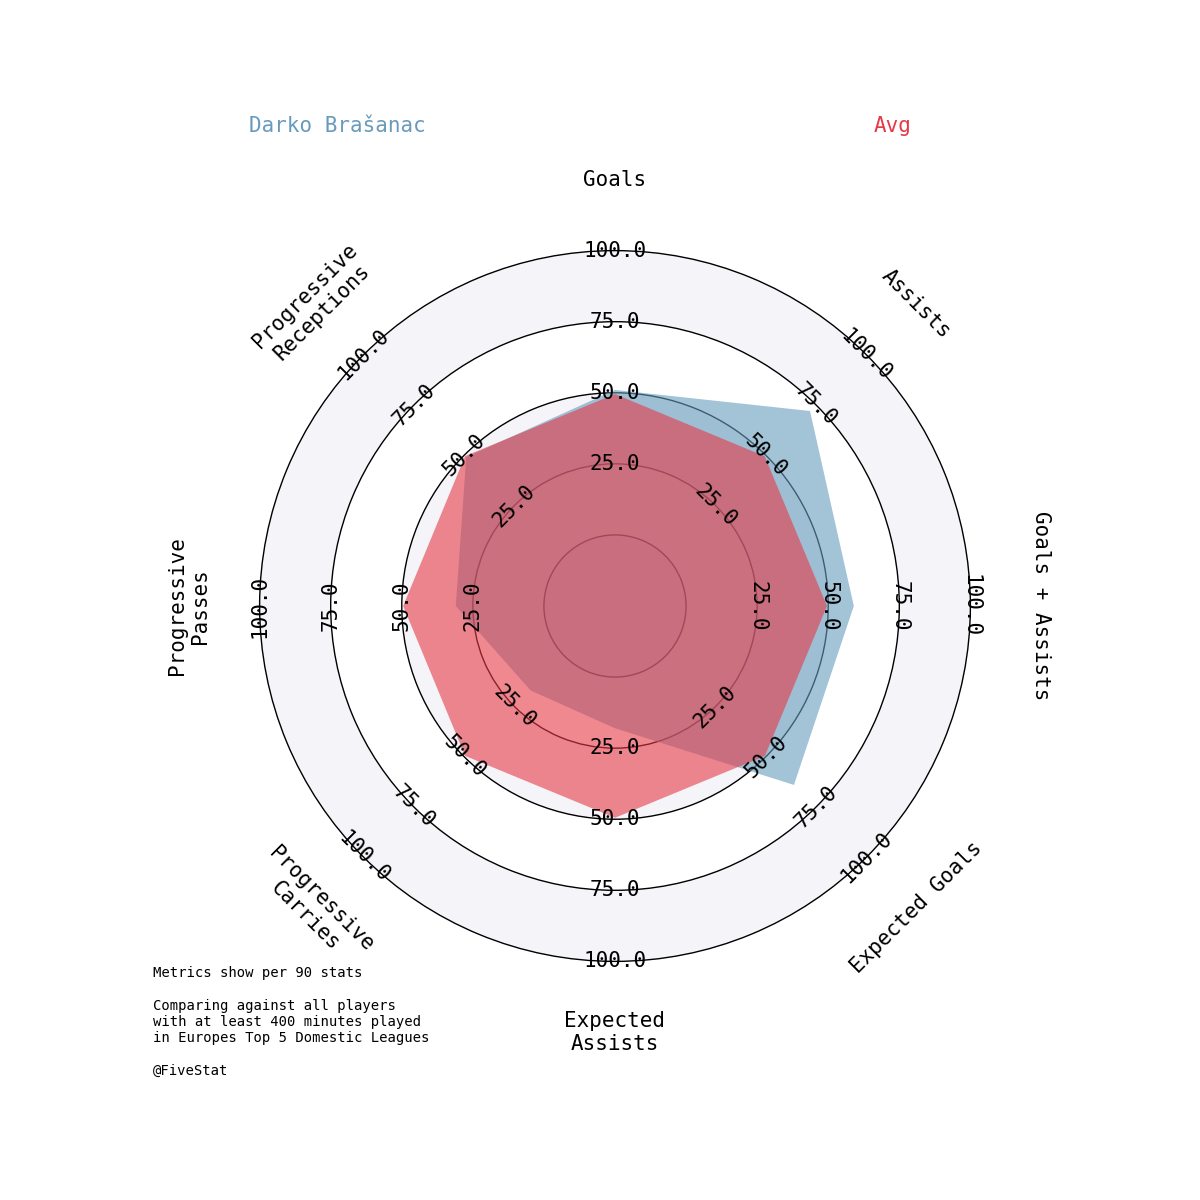 Darko Brašanac
Avg
Goals
Assists
Goals + Assists
Expected Goals
Expected
Assists
Progressive
Carries
Progressive
Passes
Progressive
Receptions
100.0
75.0
50.0
25.0
100.0
75.0
50.0
25.0
100.0
75.0
50.0
25.0
100.0
75.0
50.0
25.0
100.0
75.0
50.0
25.0
100.0
75.0
50.0
25.0
100.0
75.0
50.0
25.0
100.0
75.0
50.0
25.0
Metrics show per 90 stats
Comparing against all players
with at least 400 minutes played
in Europes Top 5 Domestic Leagues
@FiveStat